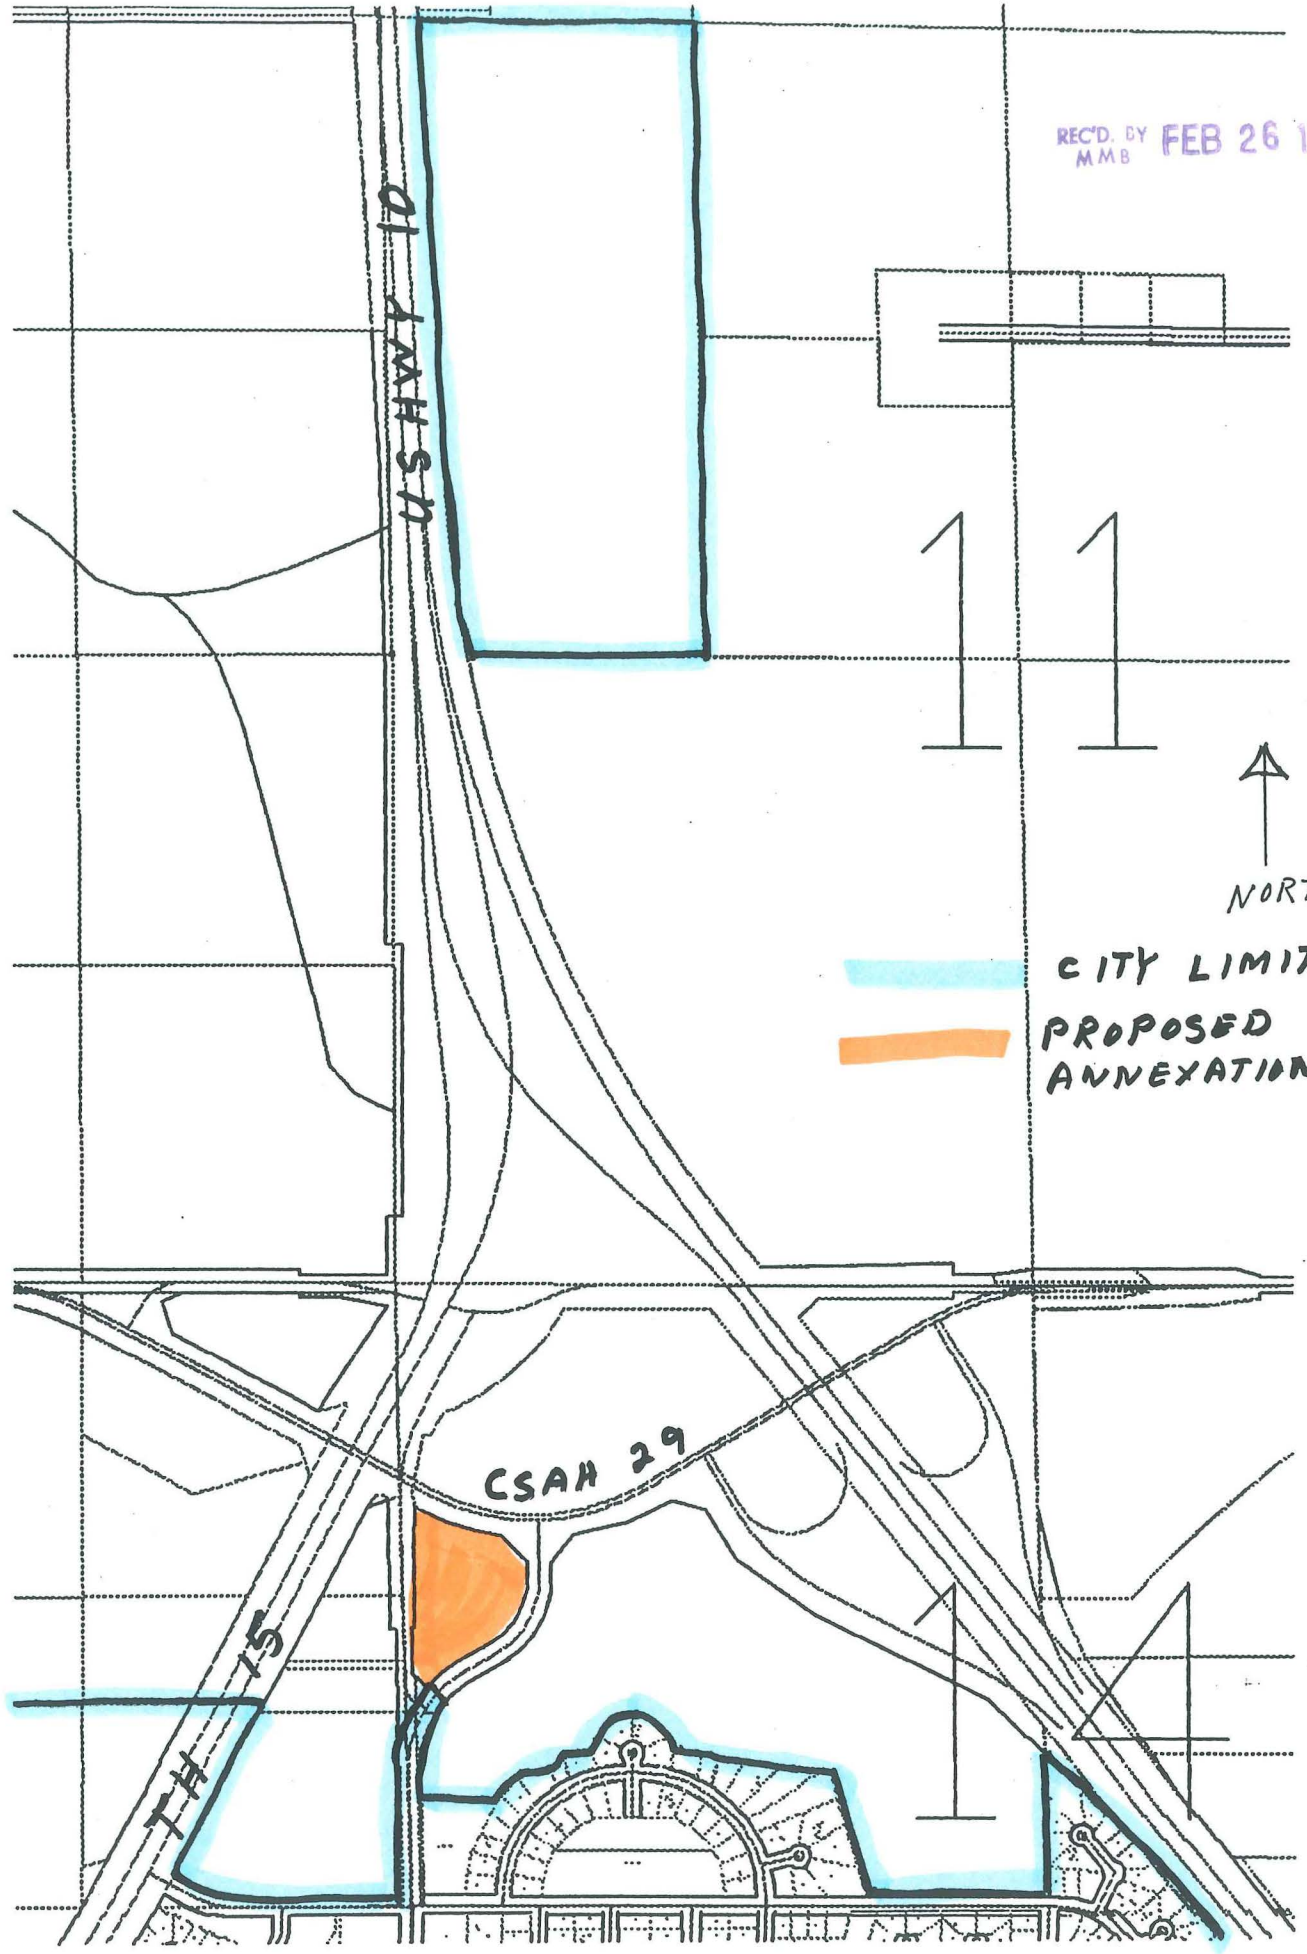 REC'D. BY FEB 26 1
MMB
US HWY 10
11
NORT
CITY LIMIT
PROPOSED
ANNEXATION
CSAH 29
TH 15
14